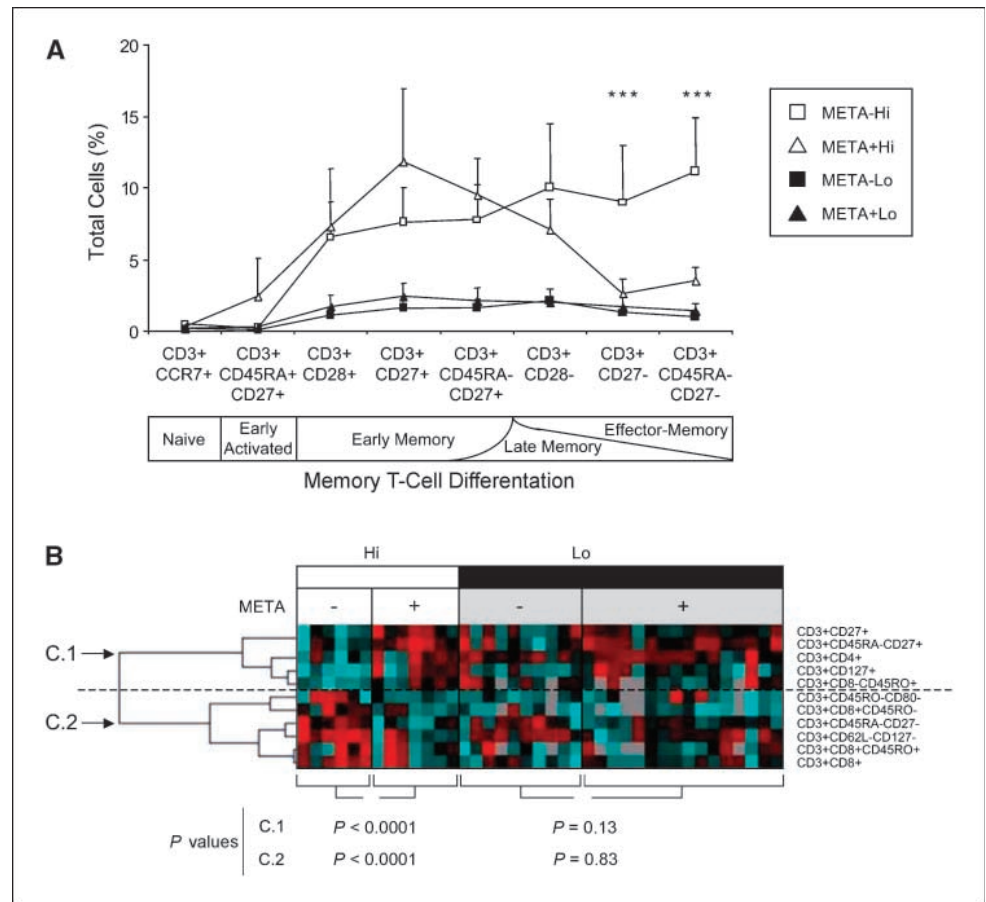 A
20
15
10
5
0
Total Cells (%)
*** ***
META-Hi
META+Hi
META-Lo
META+Lo
CD3+ CD3+ CD3+ CD3+ CD3+ CD3+ CD3+ CD3+
CCR7+ CD45RA+ CD28+ CD27+ CD45RA- CD28- CD27- CD45RA-
CD27+ CD27+ CD27-
Naive Early Activated Early Memory Late Memory Effector-Memory
Memory T-Cell Differentation
B
Hi Lo
META - + - +
C.1
C.2
CD3+CD27+
CD3+CD45RA-CD27+
CD3+CD4+
CD3+CD127+
CD3+CD8-CD45RO+
CD3+CD45RO-CD80-
CD3+CD8+CD45RO-
CD3+CD45RA-CD27-
CD3+CD62L-CD127-
CD3+CD8+CD45RO+
CD3+CD8+
P values
C.1 P < 0.0001 P = 0.13
C.2 P < 0.0001 P = 0.83